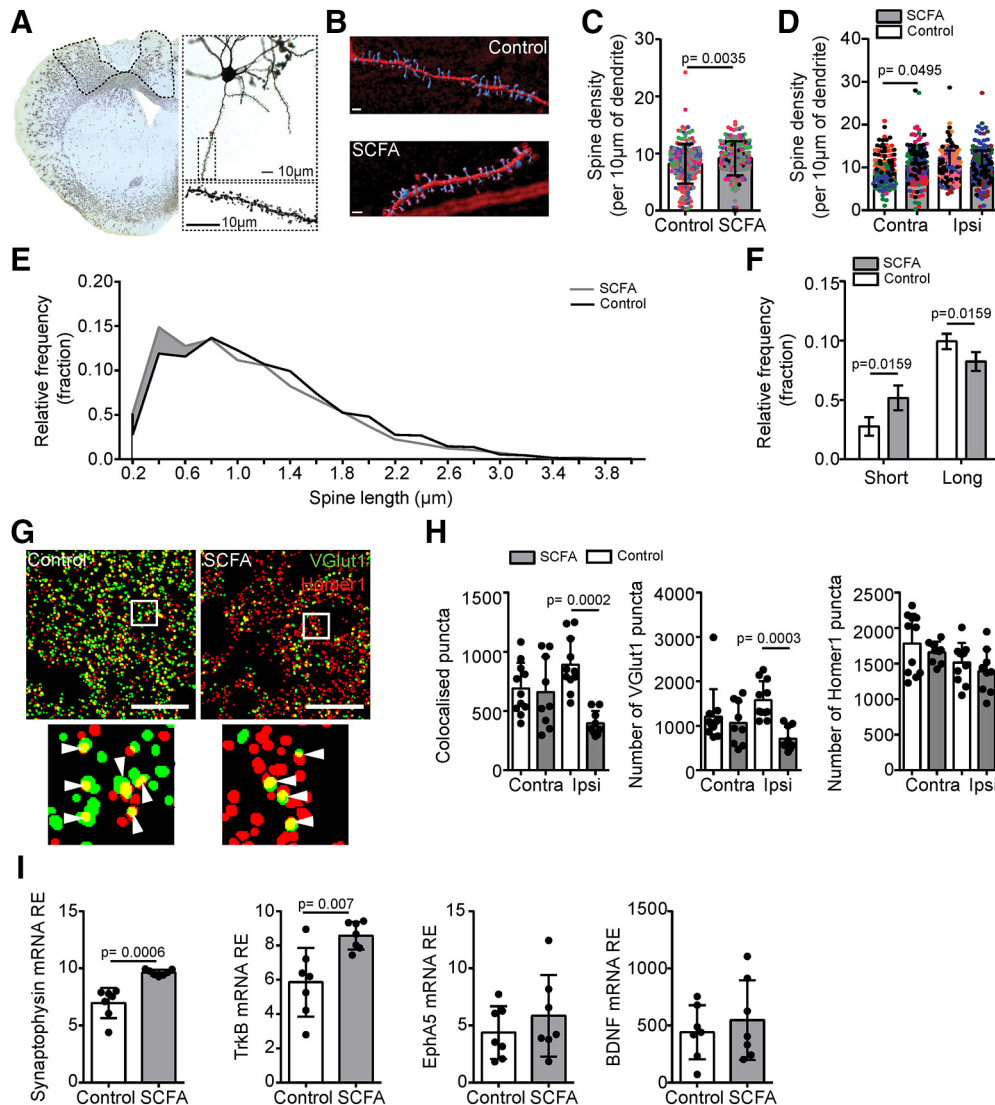 A
10µm
10µm
B
Control
SCFA
C
Spine density
(per 10µm of dendrite)
40
30
20
10
0
p= 0.0035
Control SCFA
D
SCFA
Control
Spine density
(per 10µm of dendrite)
40
30
20
10
0
p= 0.0495
Contra Ipsi
E
Relative frequency
(fraction)
0.20
0.15
0.10
0.5
0.0
SCFA
Control
0.2 0.6 1.0 1.4 1.8 2.2 2.6 3.0 3.4 3.8
Spine length (µm)
F
SCFA
Control
Relative frequency
(fraction)
0.10
0.5
0.0
p=0.0159
p=0.0159
Short Long
G
Control
SCFA
VGlut1
Homer1
H
SCFA Control
Colocalised puncta
1500
1000
500
0
p= 0.0002
Contra Ipsi
Number of VGlut1 puncta
4000
3000
2000
1000
0
p= 0.0003
Contra Ipsi
Number of Homer1 puncta
2500
2000
1500
1000
500
0
Contra Ipsi
I
Synaptophysin mRNA RE
15
10
5
0
p= 0.0006
Control SCFA
TrkB mRNA RE
10
8
6
4
2
0
p= 0.007
Control SCFA
EphA5 mRNA RE
15
10
5
0
Control SCFA
BDNF mRNA RE
1500
1000
500
0
Control SCFA